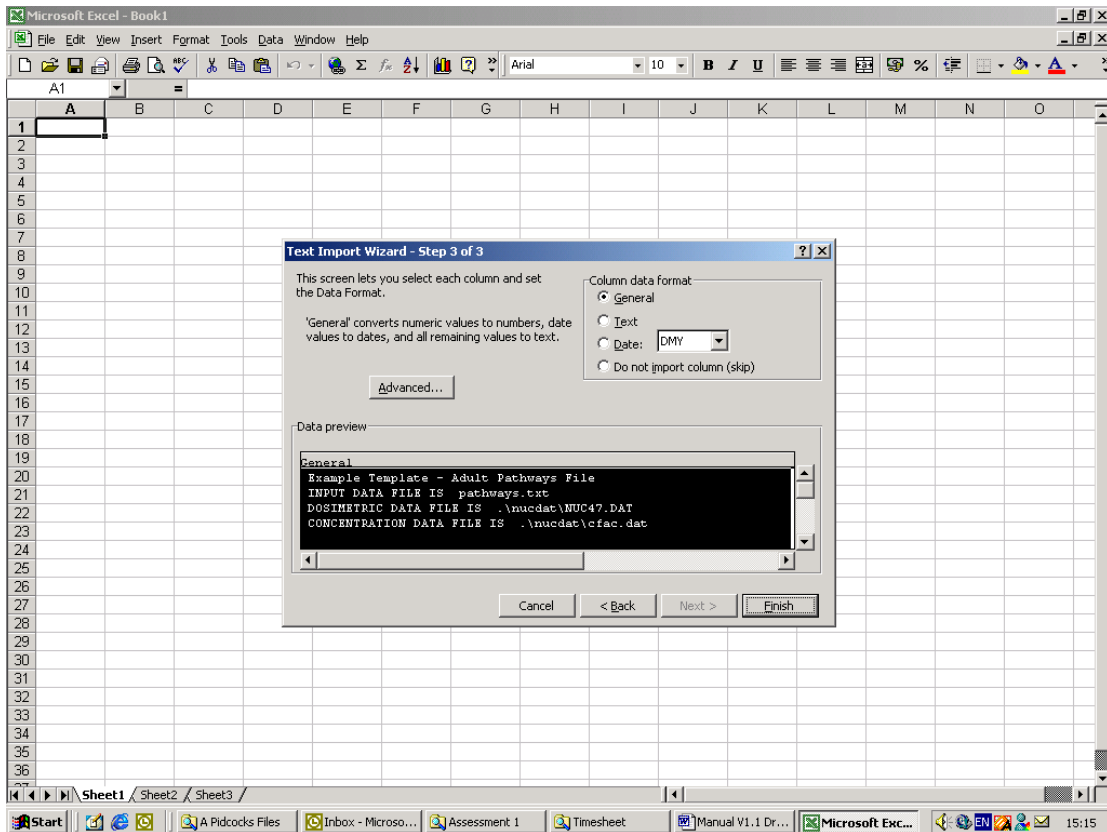 Microsoft Excel - Book1
File Edit View Insert Format Tools Data Window Help
Arial 10 B I U % A
A1 =
A B C D E F G H I J K L M N O
1
2
3
4
5
6
7
8
9
10
11
12
13
14
15
16
17
18
19
20
21
22
23
24
25
26
27
28
29
30
31
32
33
34
35
36
Text Import Wizard - Step 3 of 3
This screen lets you select each column and set
the Data Format.
'General' converts numeric values to numbers, date
values to dates, and all remaining values to text.
Advanced...
Column data format
General
Text
Date: DMY
Do not import column (skip)
Data preview
General
Example Template - Adult Pathways File
INPUT DATA FILE IS pathways.txt
DOSIMETRIC DATA FILE IS .\nucdat\NUC47.DAT
CONCENTRATION DATA FILE IS .\nucdat\cfac.dat
Cancel < Back Next > Finish
Sheet1 Sheet2 Sheet3
Start A Pidcocks Files Inbox - Microso... Assessment 1 Timesheet Manual V1.1 Dr... Microsoft Exc... EN 15:15